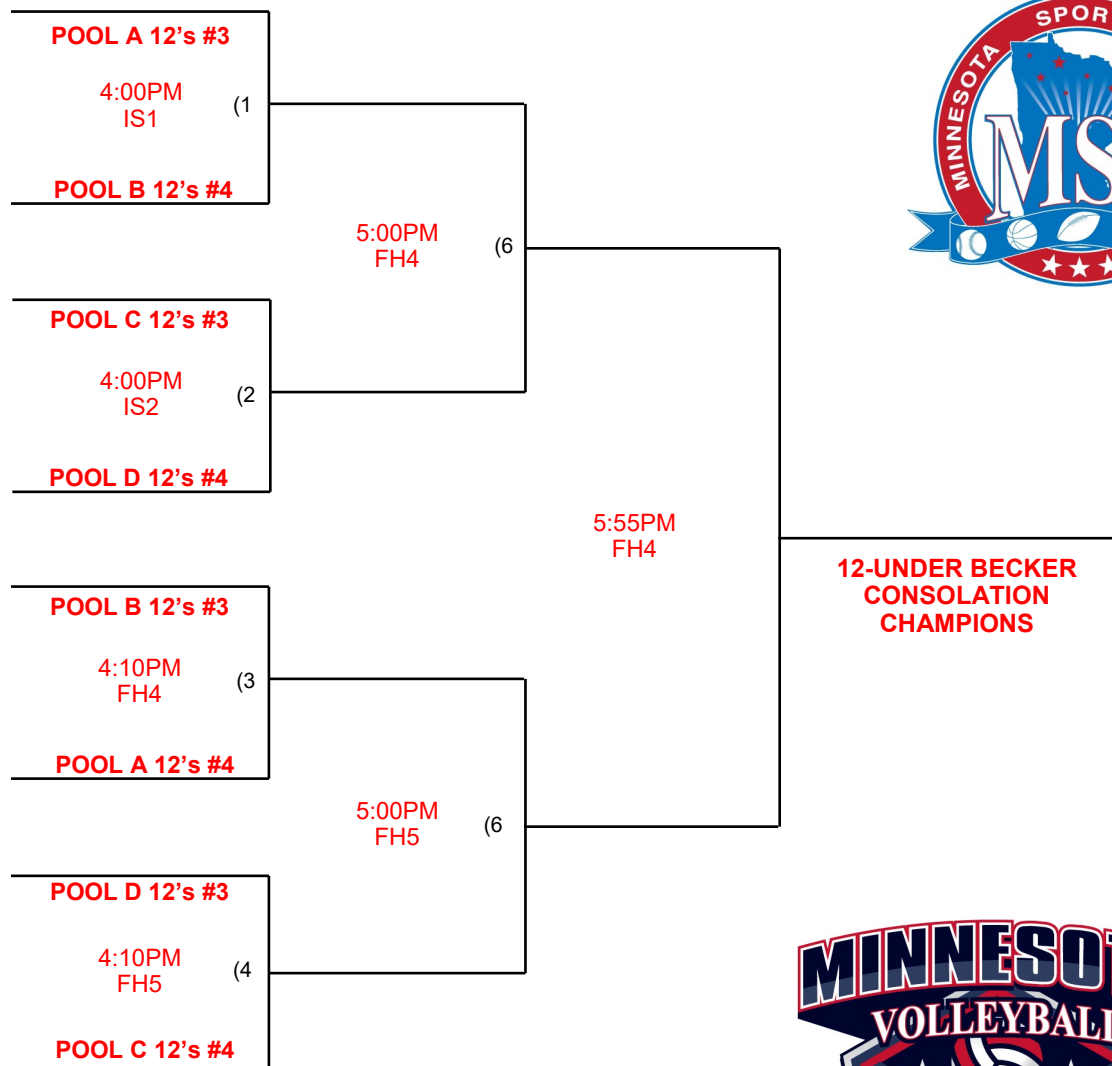 POOL A 12’s #3
4:00PM
IS1
(1
POOL B 12’s #4
5:00PM
FH4
(6
POOL C 12’s #3
4:00PM
IS2
(2
POOL D 12’s #4
5:55PM
FH4
12-UNDER BECKER
CONSOLATION
CHAMPIONS
POOL B 12’s #3
4:10PM
FH4
(3
POOL A 12’s #4
5:00PM
FH5
(6
POOL D 12’s #3
4:10PM
FH5
(4
POOL C 12’s #4
MINNESOTA SPOR
MS
MINNESO
VOLLEYBALL